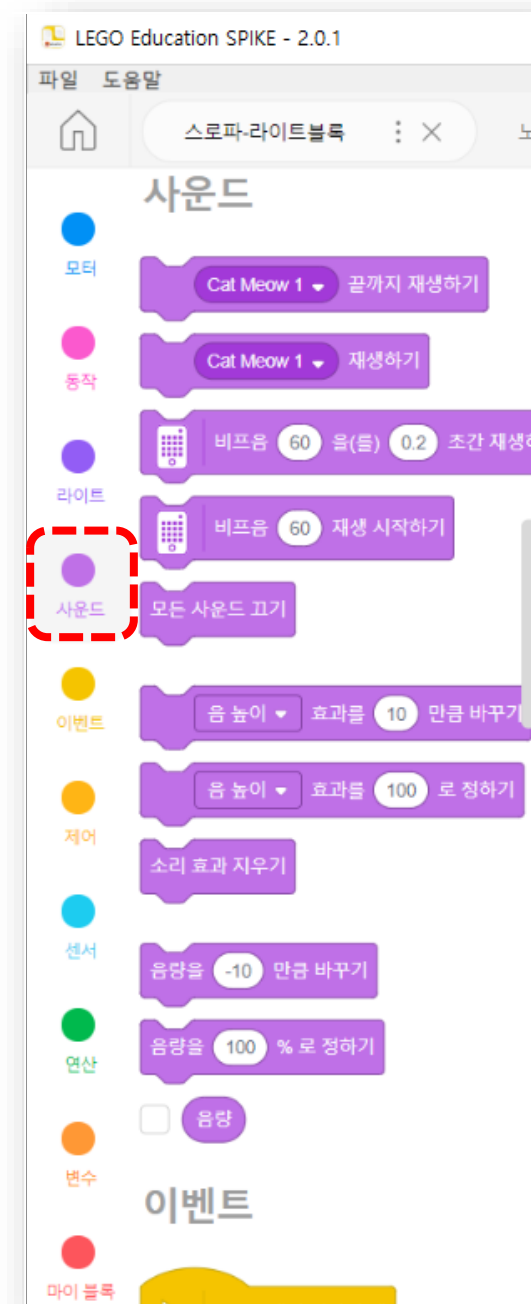 LEGO Education SPIKE - 2.0.1
파일 도움말
스로파-라이트블록
사운드
모터
Cat Meow 1 끝까지 재생하기
Cat Meow 1 재생하기
동작
비프음 60 을(를) 0.2 초간 재생
라이트
비프음 60 재생 시작하기
사운드
모든 사운드 끄기
이벤트
음 높이 효과를 10 만큼 바꾸기
음 높이 효과를 100 로 정하기
제어
소리 효과 지우기
센서
음량을 -10 만큼 바꾸기
연산
음량을 100 % 로 정하기
음량
변수
이벤트
마이 블록